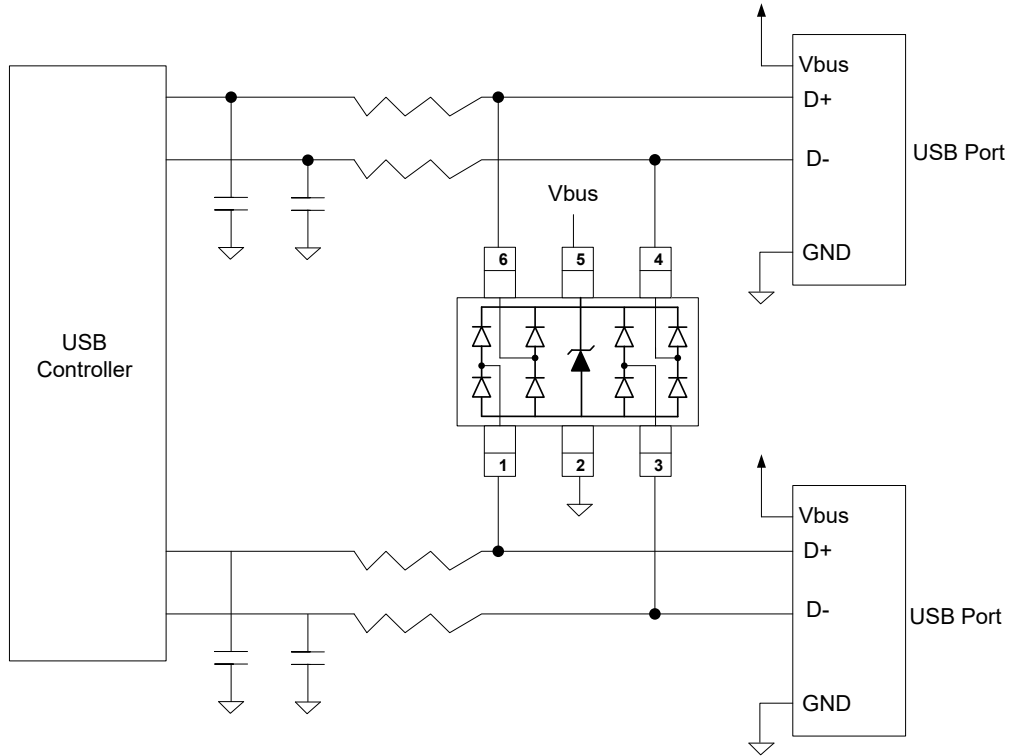 Vbus
D+
D-
USB Port
GND
Vbus
6
5
4
USB
Controller
1
2
3
Vbus
D+
D-
USB Port
GND